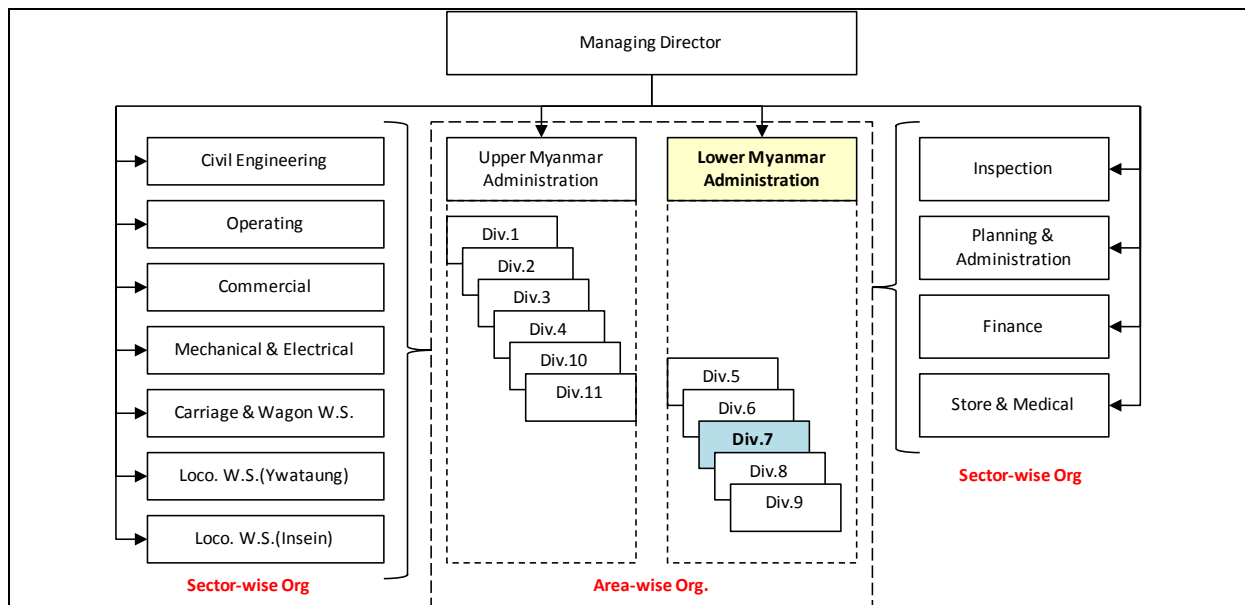 Managing Director
Civil Engineering
Operating
Commercial
Mechanical & Electrical
Carriage & Wagon W.S.
Loco. W.S.(Ywataung)
Loco. W.S.(Insein)
Sector-wise Org
Upper Myanmar
Administration
Div.1
Div.2
Div.3
Div.4
Div.10
Div.11
Lower Myanmar
Administration
Div.5
Div.6
Div.7
Div.8
Div.9
Area-wise Org.
Inspection
Planning &
Administration
Finance
Store & Medical
Sector-wise Org